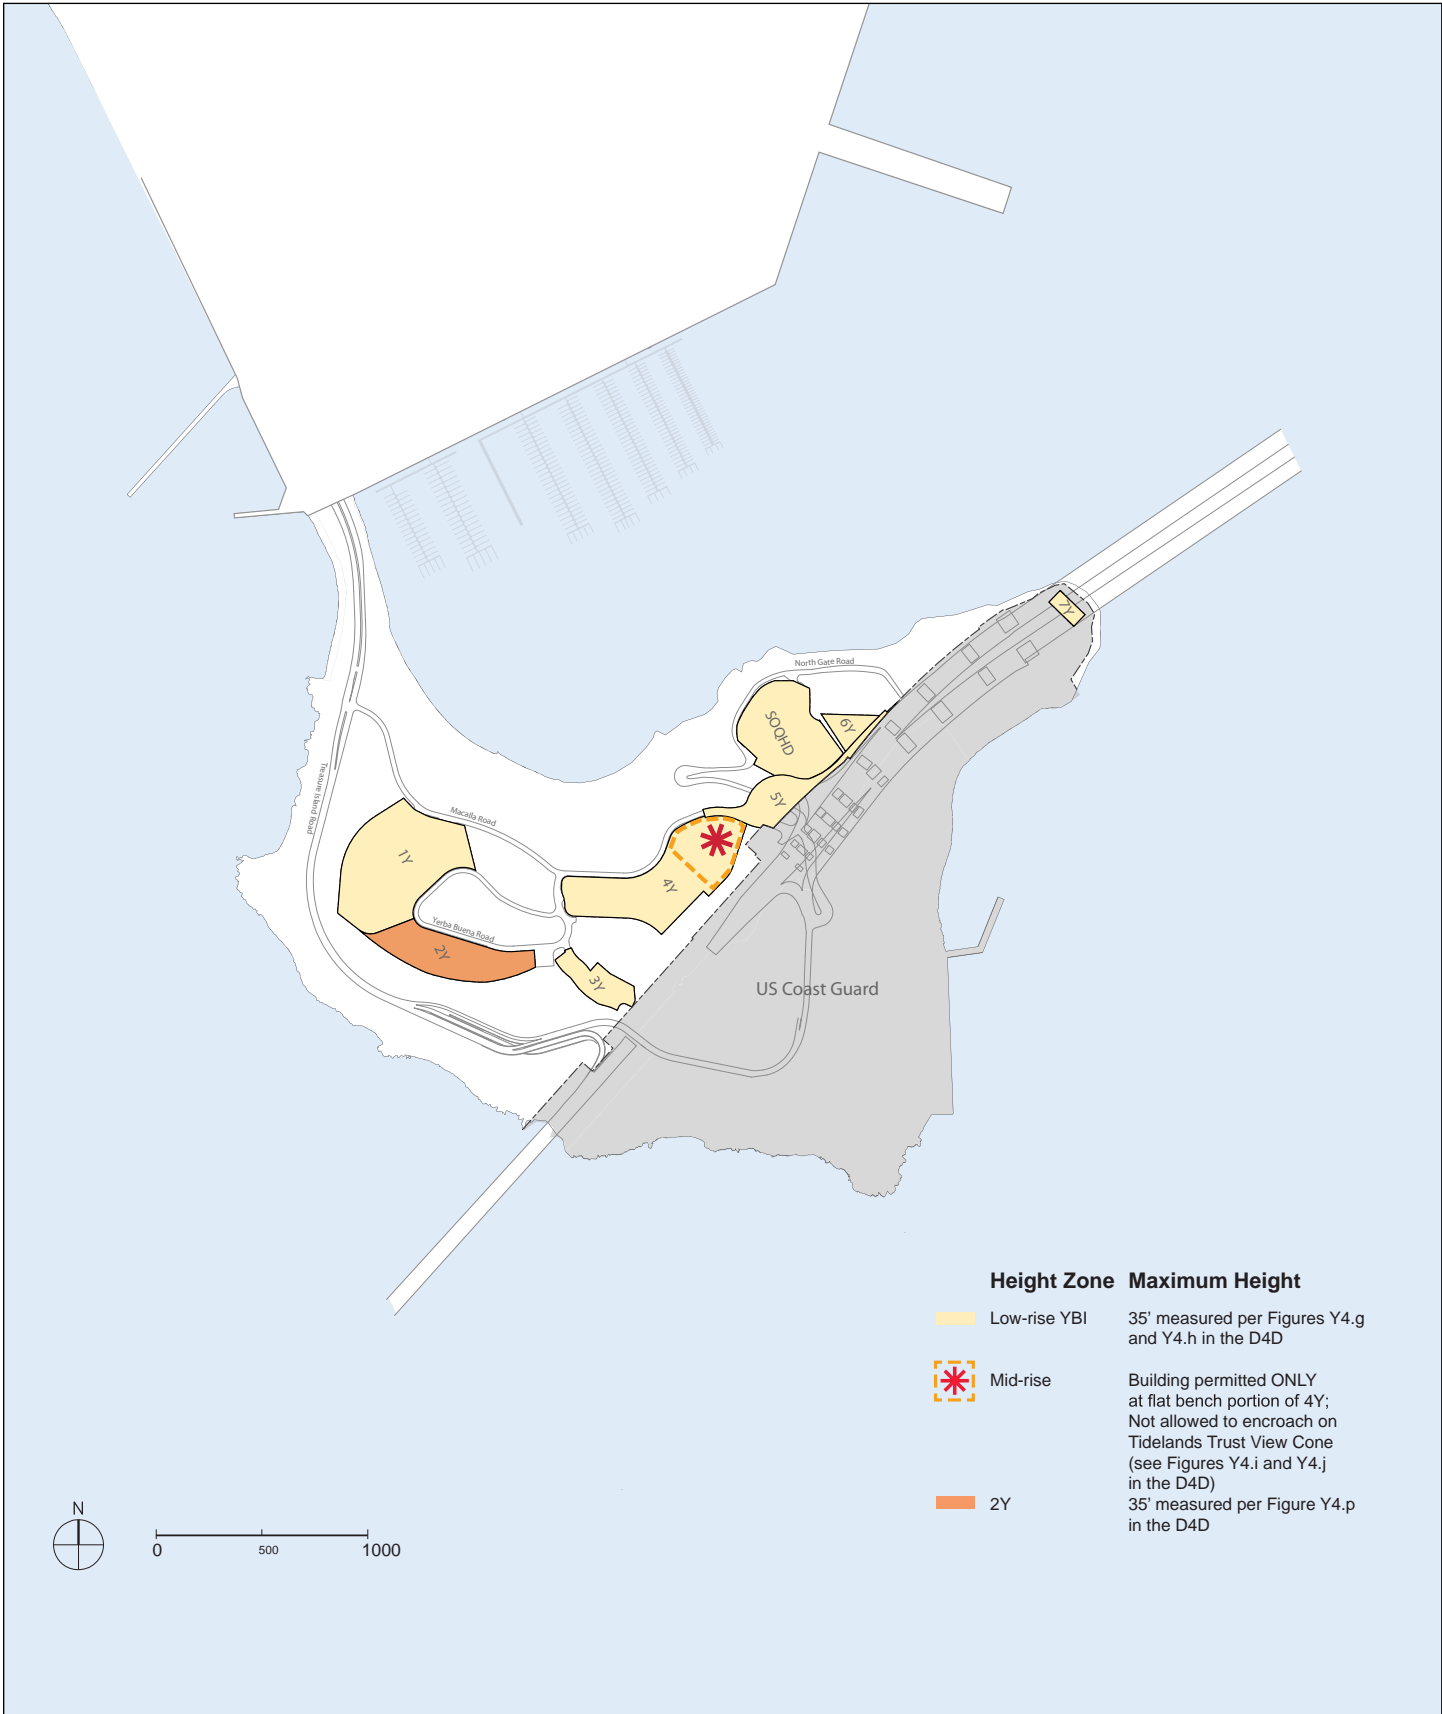 North Gate Road
7Y
SOQHD
6Y
5Y
Treasure Island Road
Macalla Road
1Y
4Y
Yerba Buena Road
2Y
3Y
US Coast Guard
Height Zone Maximum Height
Low-rise YBI 35' measured per Figures Y4.g
and Y4.h in the D4D
Mid-rise Building permitted ONLY
at flat bench portion of 4Y;
Not allowed to encroach on
Tidelands Trust View Cone
(see Figures Y4.i and Y4.j
in the D4D)
2Y 35' measured per Figure Y4.p
in the D4D
N
0 500 1000